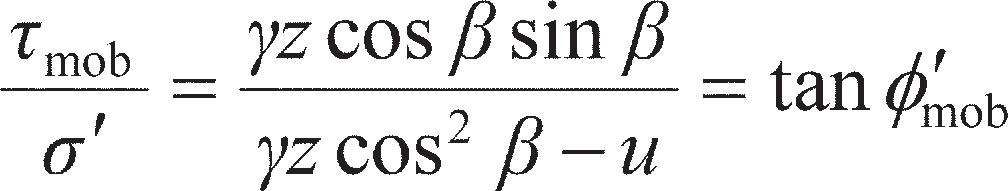 τ_mob / σ′ = γz cos β sin β / γz cos² β − u = tan ϕ′_mob